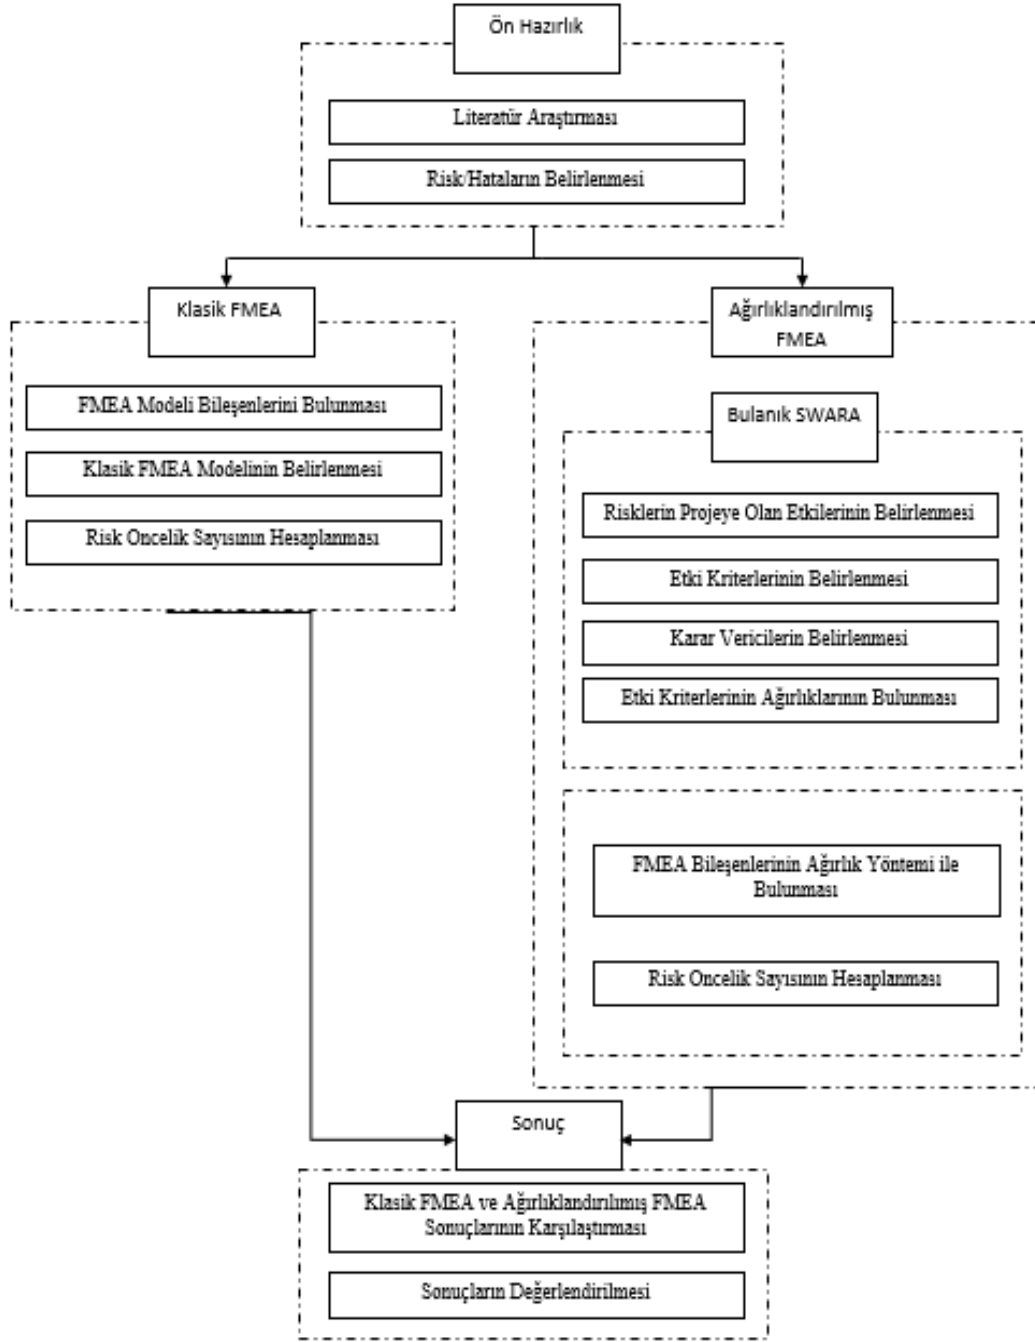 Ön Hazırlık
Literatür Araştırması
Risk/Hataların Belirlenmesi
Klasik FMEA
FMEA Modeli Bileşenlerini Bulunması
Klasik FMEA Modelinin Belirlenmesi
Risk Oncelik Sayısının Hesaplanması
Ağırlıklandırılmış
FMEA
Bulanık SWARA
Risklerin Projeye Olan Etkilerinin Belirlenmesi
Etki Kriterlerinin Belirlenmesi
Karar Vericilerin Belirlenmesi
Etki Kriterlerinin Ağırlıklarının Bulunması
FMEA Bileşenlerinin Ağırlık Yöntemi ile
Bulunması
Risk Oncelik Sayısının Hesaplanması
Sonuç
Klasik FMEA ve Ağırlıklandırılımış FMEA
Sonuçlarının Karşılaştırması
Sonuçların Değerlendirilmesi